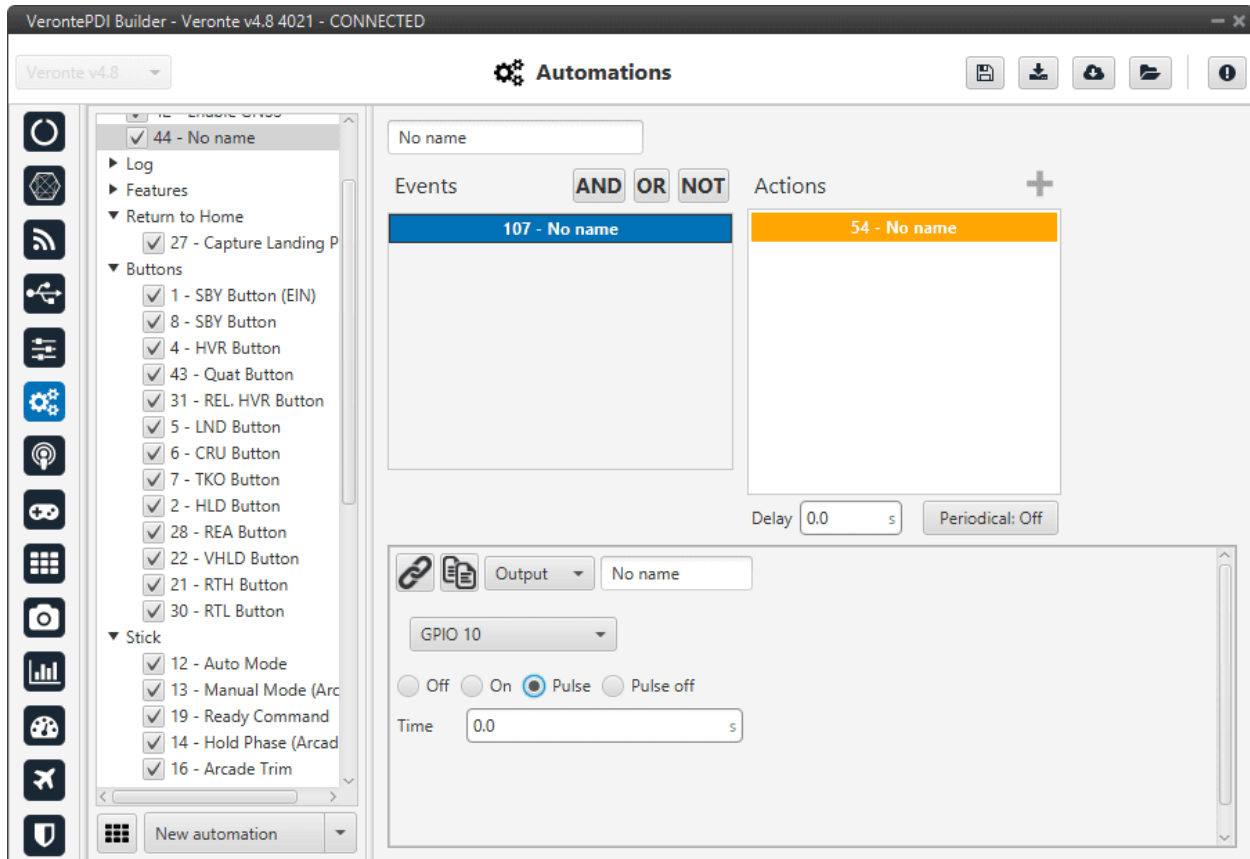 VerontePDI Builder - Veronte v4.8 4021 - CONNECTED
Veronte v4.8
Automations
44 - No name
Log
Features
Return to Home
27 - Capture Landing P
Buttons
1 - SBY Button (EIN)
8 - SBY Button
4 - HVR Button
43 - Quat Button
31 - REL. HVR Button
5 - LND Button
6 - CRU Button
7 - TKO Button
2 - HLD Button
28 - REA Button
22 - VHLD Button
21 - RTH Button
30 - RTL Button
Stick
12 - Auto Mode
13 - Manual Mode (Arc
19 - Ready Command
14 - Hold Phase (Arcad
16 - Arcade Trim
New automation
No name
Events AND OR NOT
107 - No name
Actions
54 - No name
Delay 0.0 s Periodical: Off
Output No name
GPIO 10
Off On Pulse Pulse off
Time 0.0 s